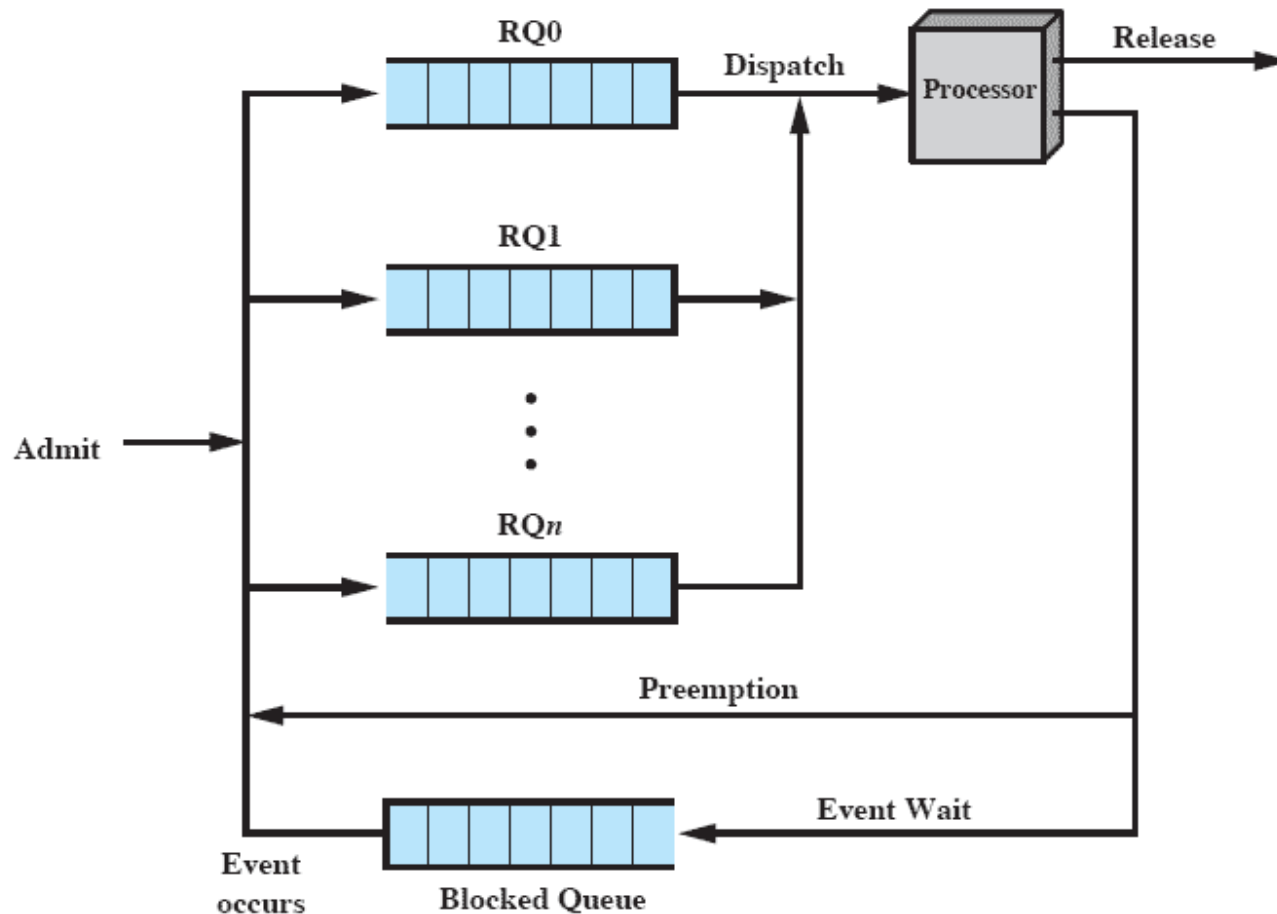 RQ0
Dispatch
Processor
Release
RQ1
Admit
RQn
Preemption
Event Wait
Event
occurs
Blocked Queue